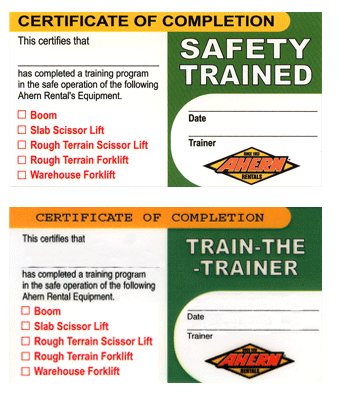 CERTIFICATE OF COMPLETION
This certifies that
has completed a training program
in the safe operation of the following
Ahern Rental's Equipment.
Boom
Slab Scissor Lift
Rough Terrain Scissor Lift
Rough Terrain Forklift
Warehouse Forklift
SAFETY
TRAINED
Date
Trainer
AHERN
RENTALS
CERTIFICATE OF COMPLETION
This certifies that
has completed a training program
in the safe operation of the following
Ahern Rental Equipment.
Boom
Slab Scissor Lift
Rough Terrain Scissor Lift
Rough Terrain Forklift
Warehouse Forklift
TRAIN-THE
-TRAINER
Date
Trainer
AHERN
RENTALS